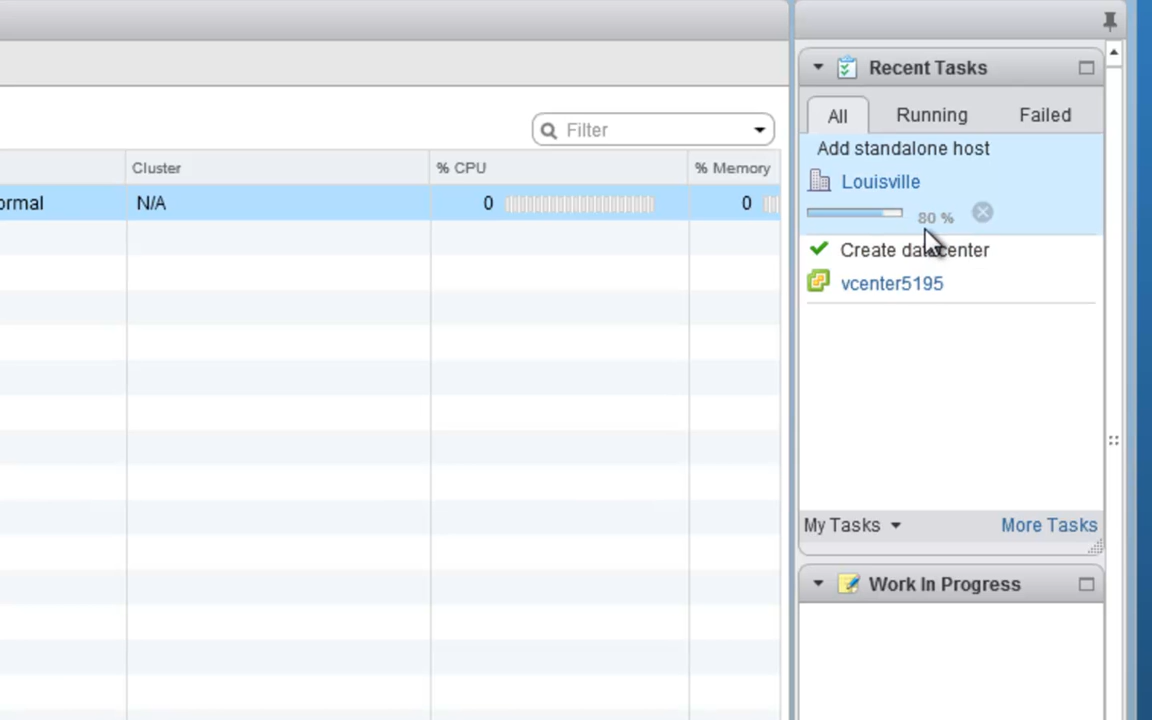 Recent Tasks
All Running Failed
Filter
Add standalone host
Cluster % CPU % Memory
Louisville
ormal N/A 0 0
80 %
Create datacenter
vcenter5195
My Tasks More Tasks
Work In Progress